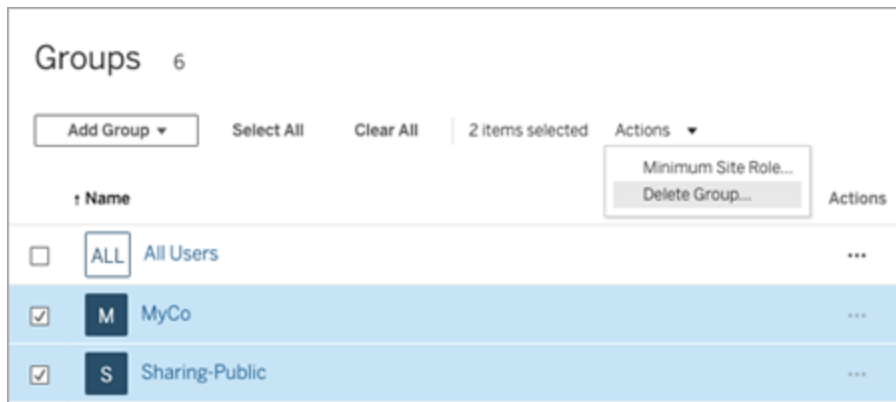 Groups 6
Add Group ▾ Select All Clear All 2 items selected Actions ▾
Minimum Site Role...
Delete Group...
↑ Name Actions
ALL All Users ...
M MyCo ...
S Sharing-Public ...